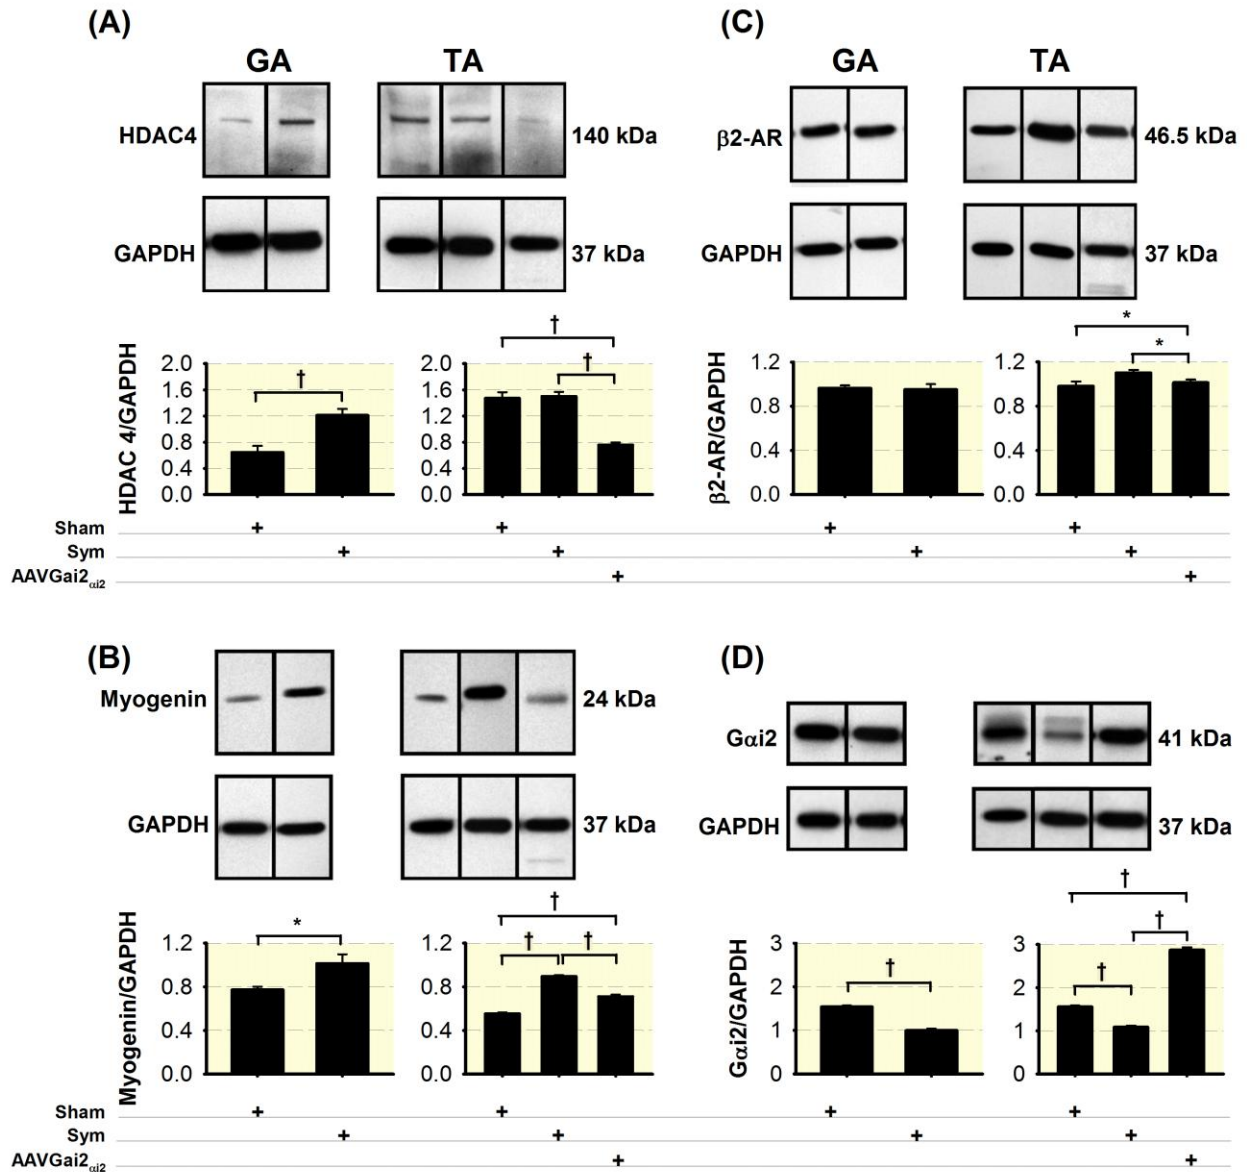 (A)
GA TA
HDAC4 140 kDa
GAPDH 37 kDa
† † †
HDAC 4/GAPDH
2.0 1.6 1.2 0.8 0.4 0.0
2.0 1.6 1.2 0.8 0.4 0.0
Sham + +
Sym + +
AAVGai2αi2 +
(C)
GA TA
β2-AR 46.5 kDa
GAPDH 37 kDa
* *
β2-AR/GAPDH
1.2 0.8 0.4 0.0
1.2 0.8 0.4 0.0
+ +
+ +
+
(B)
Myogenin 24 kDa
GAPDH 37 kDa
* † † †
Myogenin/GAPDH
1.2 0.8 0.4 0.0
1.2 0.8 0.4 0.0
Sham + +
Sym + +
AAVGai2αi2 +
(D)
Gαi2 41 kDa
GAPDH 37 kDa
† † † †
Gαi2/GAPDH
3 2 1 0
3 2 1 0
+ +
+ +
+